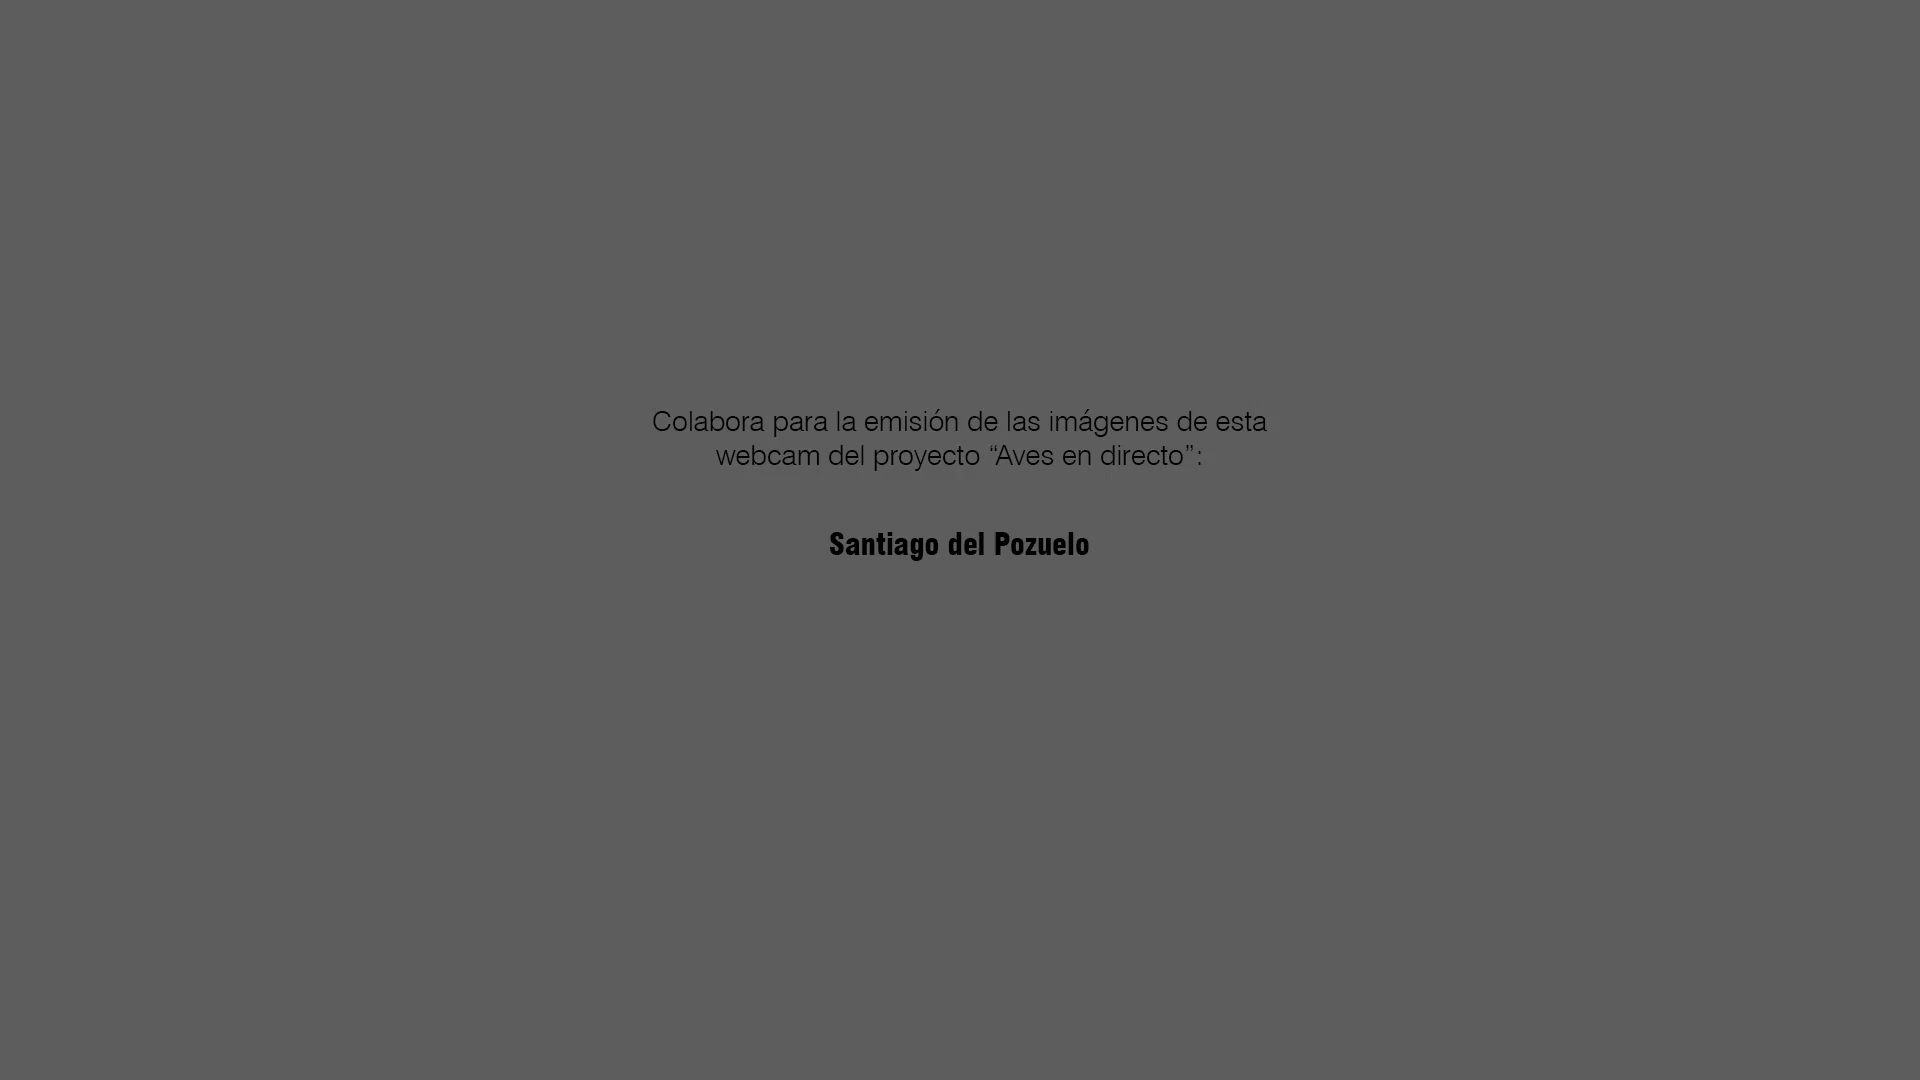 Colabora para la emisión de las imágenes de esta
webcam del proyecto “Aves en directo”:
Santiago del Pozuelo